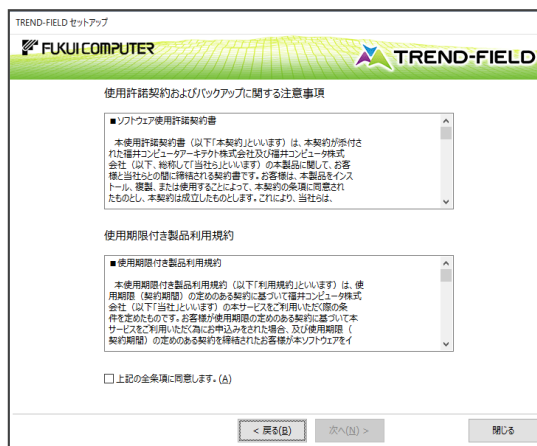 TREND-FIELD セットアップ
FUKUI COMPUTER
TREND-FIELD
使用許諾契約およびバックアップに関する注意事項
■ソフトウェア使用許諾契約書
本使用許諾契約書（以下「本契約」といいます）は、本契約が添付さ
れた福井コンピュータアーキテクト株式会社及び福井コンピュータ株式
会社（以下、総称して「当社ら」といいます）の本製品に関して、お客
様と当社らとの間に締結される契約書です。お客様は、本製品をインス
トール、複製、または使用することによって、本契約の条項に同意され
たものとし、本契約は成立したものとします。これにより、当社らは、
使用期限付き製品利用規約
■使用期限付き製品利用規約
本使用期限付き製品利用規約（以下「利用規約」といいます）は、使
用期限（契約期間）の定めのある契約に基づいて福井コンピュータ株式
会社（以下「当社」といいます）の本サービスをご利用いただく際の条
件を定めたものです。お客様が使用期限の定めのある契約に基づいて本
サービスをご利用いただく為にお申込みをされた場合、及び使用期限（
契約期間）の定めのある契約を締結されたお客様が本ソフトウェアをイ
上記の全条項に同意します。(A)
< 戻る(B)
次へ(N) >
閉じる